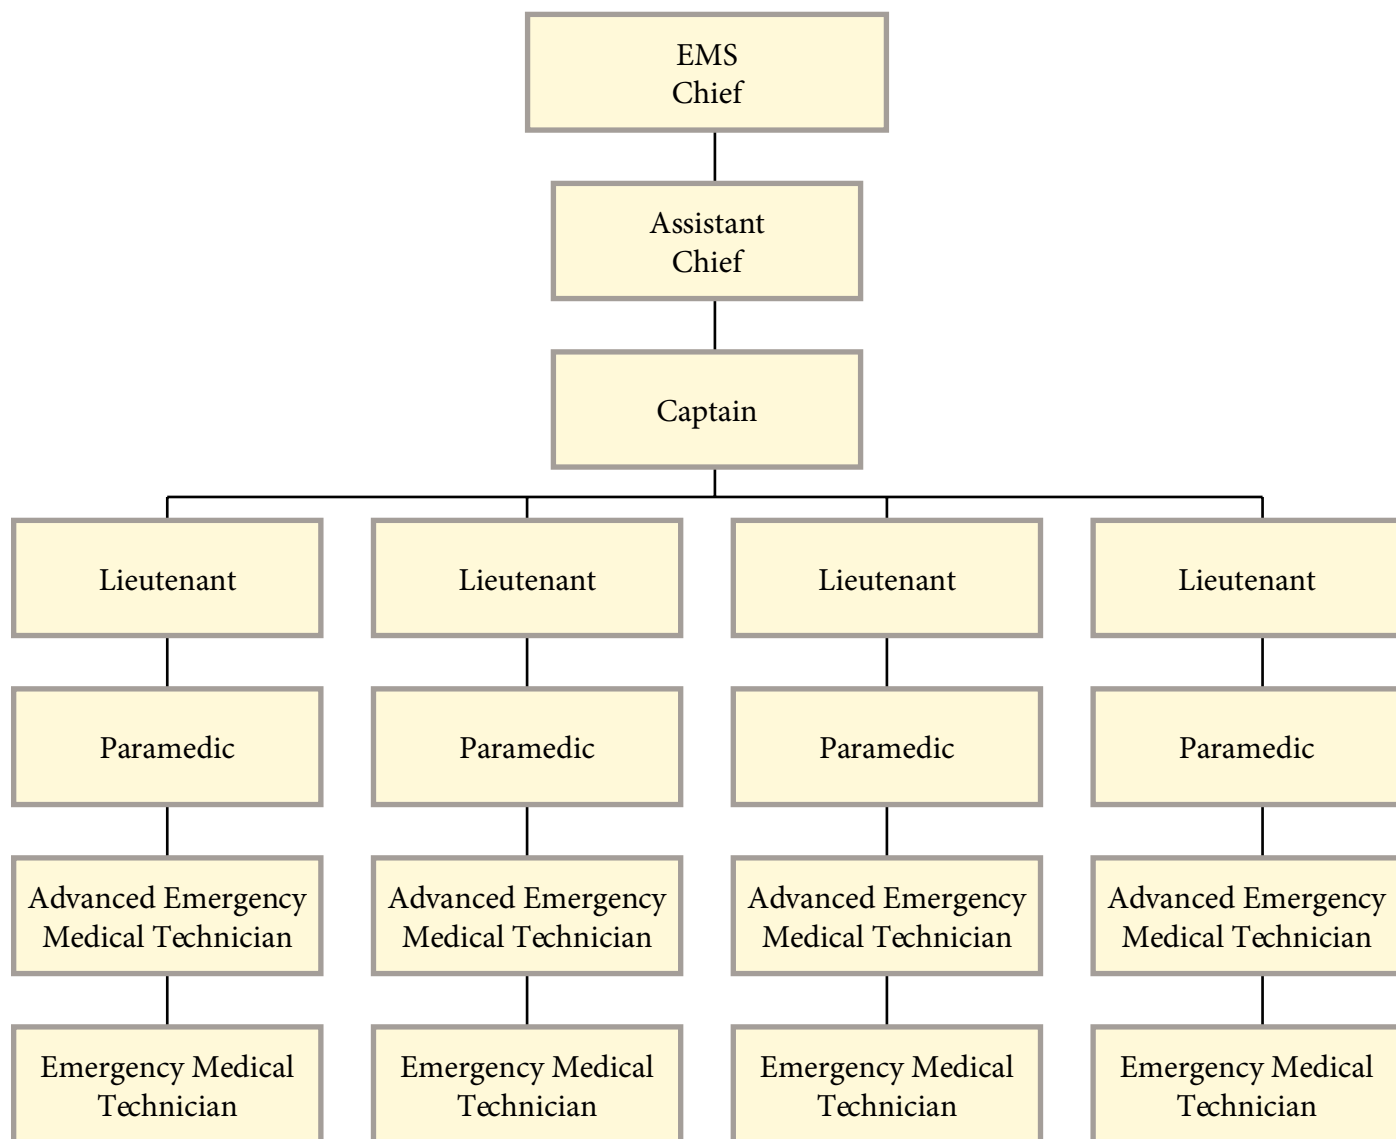 EMS
Chief
Assistant
Chief
Captain
Lieutenant
Lieutenant
Lieutenant
Lieutenant
Paramedic
Paramedic
Paramedic
Paramedic
Advanced Emergency
Medical Technician
Advanced Emergency
Medical Technician
Advanced Emergency
Medical Technician
Advanced Emergency
Medical Technician
Emergency Medical
Technician
Emergency Medical
Technician
Emergency Medical
Technician
Emergency Medical
Technician